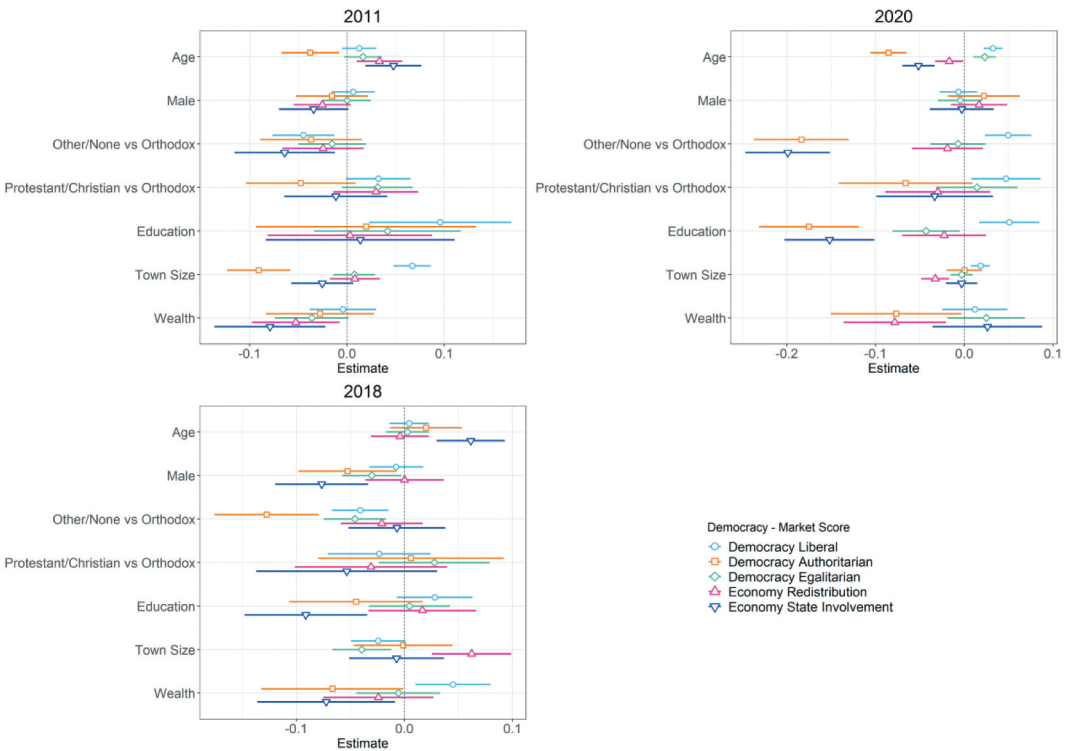 2011
Age
Male
Other/None vs Orthodox
Protestant/Christian vs Orthodox
Education
Town Size
Wealth
-0.1 0.0 0.1
Estimate
2020
Age
Male
Other/None vs Orthodox
Protestant/Christian vs Orthodox
Education
Town Size
Wealth
-0.2 -0.1 0.0 0.1
Estimate
2018
Age
Male
Other/None vs Orthodox
Protestant/Christian vs Orthodox
Education
Town Size
Wealth
-0.1 0.0 0.1
Estimate
Democracy - Market Score
Democracy Liberal
Democracy Authoritarian
Democracy Egalitarian
Economy Redistribution
Economy State Involvement